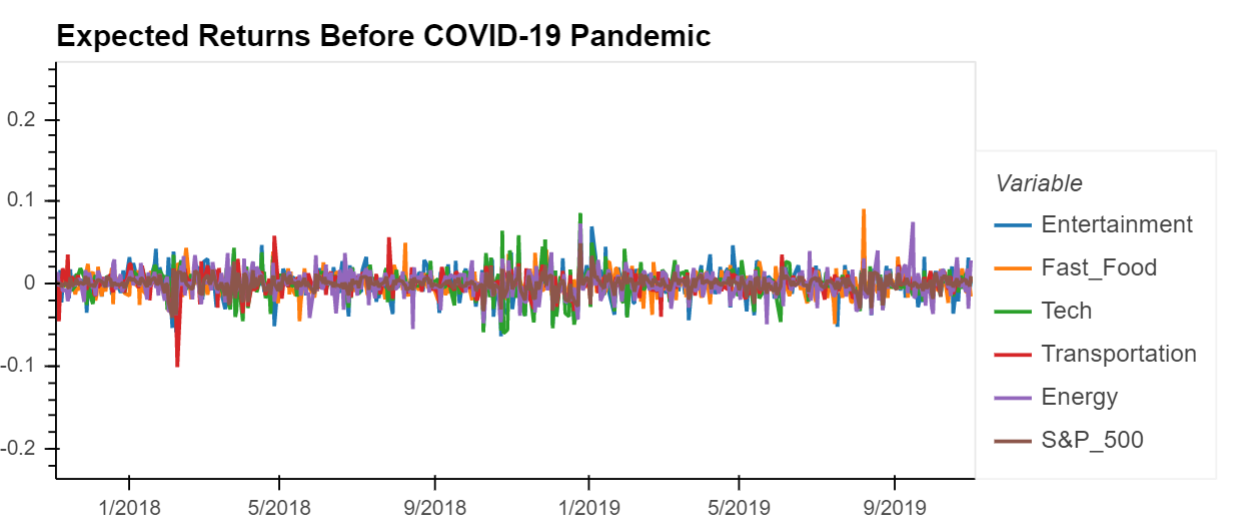 Expected Returns Before COVID-19 Pandemic
0.2
0.1
0
-0.1
-0.2
1/2018 5/2018 9/2018 1/2019 5/2019 9/2019
Variable
Entertainment
Fast_Food
Tech
Transportation
Energy
S&P_500